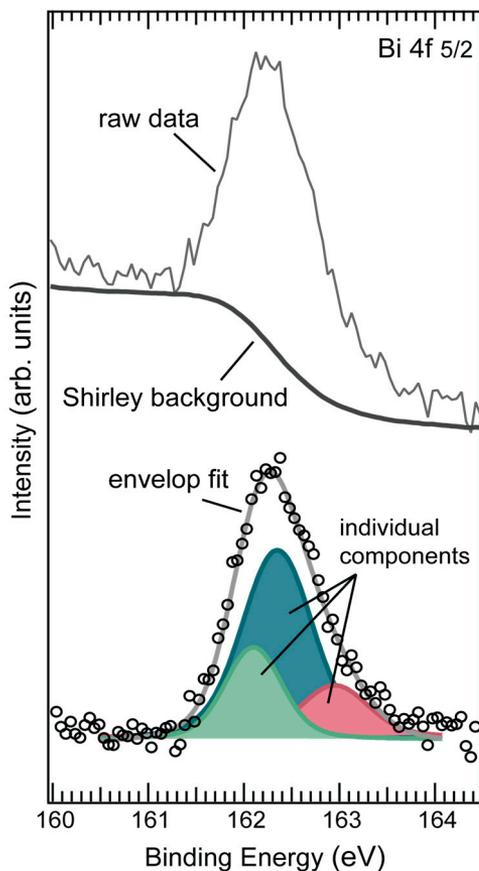 Bi 4f 5/2
raw data
Shirley background
envelop fit
individual
components
Intensity (arb. units)
160 161 162 163 164
Binding Energy (eV)